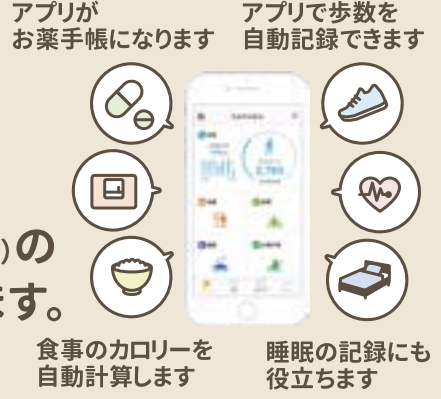 アプリが
お薬手帳になります
アプリで歩数を
自動記録できます
）の
ます。
食事のカロリーを
自動計算します
睡眠の記録にも
役立ちます